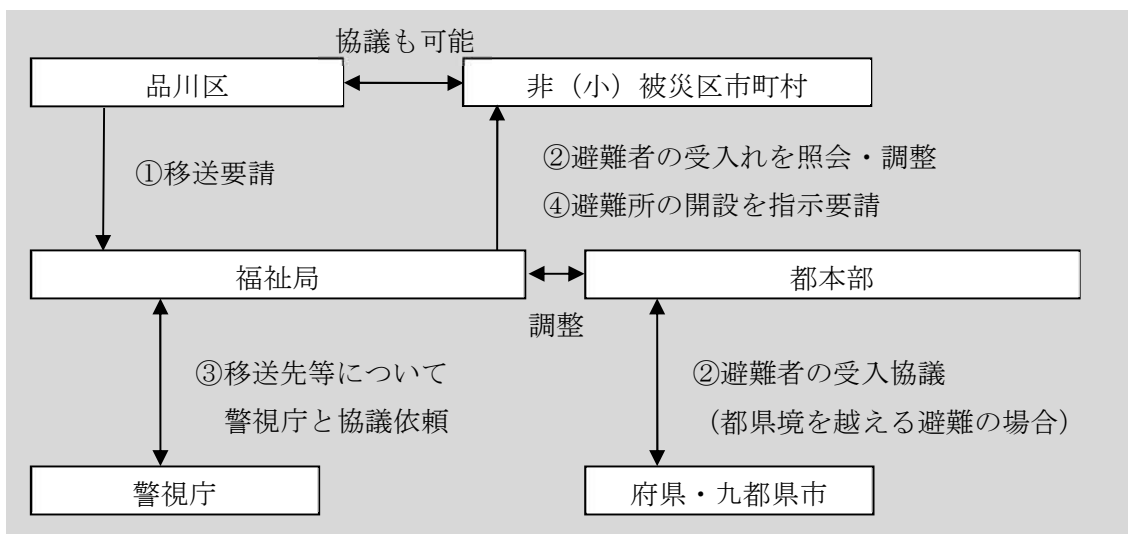 協議も可能
品川区
非（小）被災区市町村
①移送要請
②避難者の受入れを照会・調整
④避難所の開設を指示要請
福祉局
都本部
調整
③移送先等について
警視庁と協議依頼
②避難者の受入協議
（都県境を越える避難の場合）
警視庁
府県・九都県市